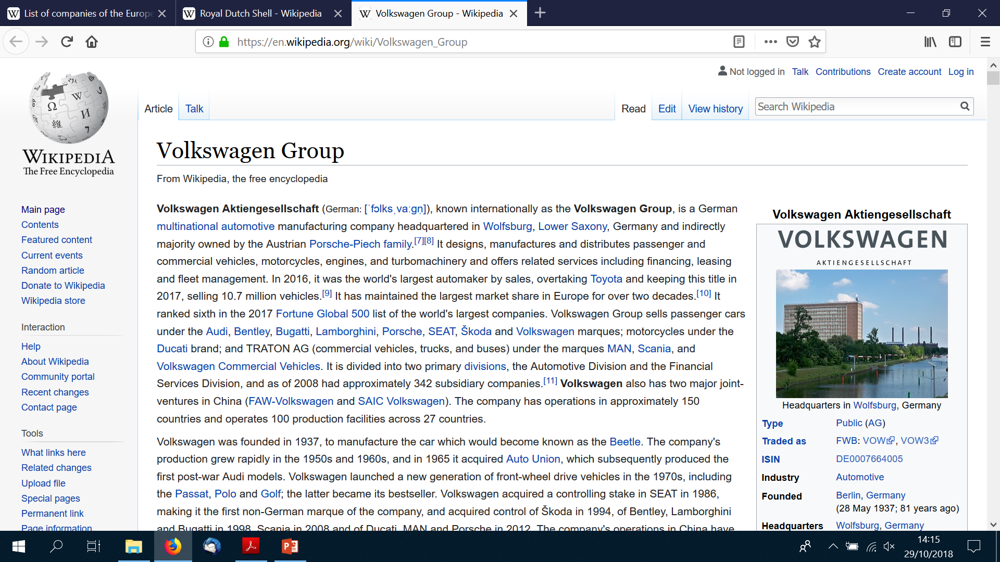 List of companies of the Europe
Royal Dutch Shell - Wikipedia
Volkswagen Group - Wikipedia
https://en.wikipedia.org/wiki/Volkswagen_Group
Not logged in Talk Contributions Create account Log in
Article Talk Read Edit View history Search Wikipedia
WIKIPEDIA
The Free Encyclopedia
Main page
Contents
Featured content
Current events
Random article
Donate to Wikipedia
Wikipedia store
Interaction
Help
About Wikipedia
Community portal
Recent changes
Contact page
Tools
What links here
Related changes
Upload file
Special pages
Permanent link
Page information
Volkswagen Group
From Wikipedia, the free encyclopedia
Volkswagen Aktiengesellschaft (German: [ˈfɔlksˌvaːɡn̩]), known internationally as the Volkswagen Group, is a German
multinational automotive manufacturing company headquartered in Wolfsburg, Lower Saxony, Germany and indirectly
majority owned by the Austrian Porsche-Piech family.[7][8] It designs, manufactures and distributes passenger and
commercial vehicles, motorcycles, engines, and turbomachinery and offers related services including financing, leasing
and fleet management. In 2016, it was the world's largest automaker by sales, overtaking Toyota and keeping this title in
2017, selling 10.7 million vehicles.[9] It has maintained the largest market share in Europe for over two decades.[10] It
ranked sixth in the 2017 Fortune Global 500 list of the world's largest companies. Volkswagen Group sells passenger cars
under the Audi, Bentley, Bugatti, Lamborghini, Porsche, SEAT, Škoda and Volkswagen marques; motorcycles under the
Ducati brand; and TRATON AG (commercial vehicles, trucks, and buses) under the marques MAN, Scania, and
Volkswagen Commercial Vehicles. It is divided into two primary divisions, the Automotive Division and the Financial
Services Division, and as of 2008 had approximately 342 subsidiary companies.[11] Volkswagen also has two major joint-
ventures in China (FAW-Volkswagen and SAIC Volkswagen). The company has operations in approximately 150
countries and operates 100 production facilities across 27 countries.
Volkswagen was founded in 1937, to manufacture the car which would become known as the Beetle. The company's
production grew rapidly in the 1950s and 1960s, and in 1965 it acquired Auto Union, which subsequently produced the
first post-war Audi models. Volkswagen launched a new generation of front-wheel drive vehicles in the 1970s, including
the Passat, Polo and Golf; the latter became its bestseller. Volkswagen acquired a controlling stake in SEAT in 1986,
making it the first non-German marque of the company, and acquired control of Škoda in 1994, of Bentley, Lamborghini
and Bugatti in 1998, Scania in 2008 and of Ducati, MAN and Porsche in 2012. The company's operations in China have
Volkswagen Aktiengesellschaft
VOLKSWAGEN
AKTIENGESELLSCHAFT
Headquarters in Wolfsburg, Germany
Type Public (AG)
Traded as FWB: VOW, VOW3
ISIN DE0007664005
Industry Automotive
Founded Berlin, Germany
(28 May 1937; 81 years ago)
Headquarters Wolfsburg, Germany
14:15
29/10/2018